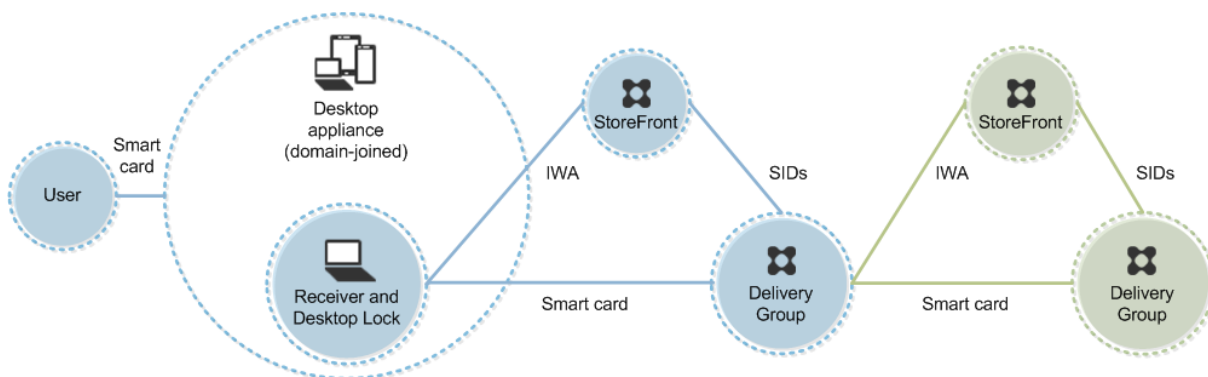 User
Smart
card
Desktop
appliance
(domain-joined)
Receiver and
Desktop Lock
IWA
StoreFront
SIDs
Smart card
Delivery
Group
IWA
StoreFront
SIDs
Smart card
Delivery
Group